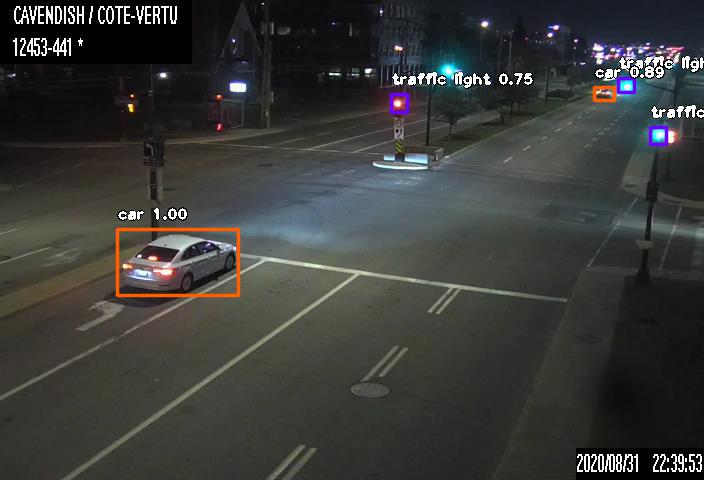 CAVENDISH / COTE-VERTU
12453-441 *
traffic ligh
car 0.89
traffic light 0.75
traffic
car 1.00
2020/08/31 22:39:53